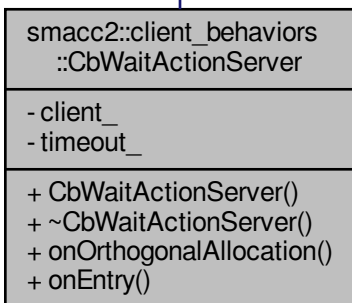 smacc2::client_behaviors
::CbWaitActionServer
- client_
- timeout_
+ CbWaitActionServer()
+ ~CbWaitActionServer()
+ onOrthogonalAllocation()
+ onEntry()